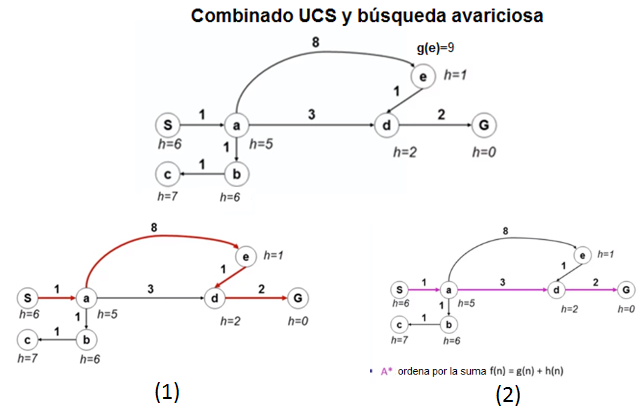 Combinado UCS y búsqueda avariciosa
8
g(e)=9
e h=1
1
S 1 a 3 d 2 G
h=6 h=5 h=2 h=0
1
c 1 b
h=7 h=6
8
e h=1
1
S 1 a 3 d 2 G
h=6 h=5 h=2 h=0
1
c 1 b
h=7 h=6
(1)
8
e h=1
1
S 1 a 3 d 2 G
h=6 h=5 h=2 h=0
1
c 1 b
h=7 h=6
• A* ordena por la suma f(n) = g(n) + h(n)
(2)